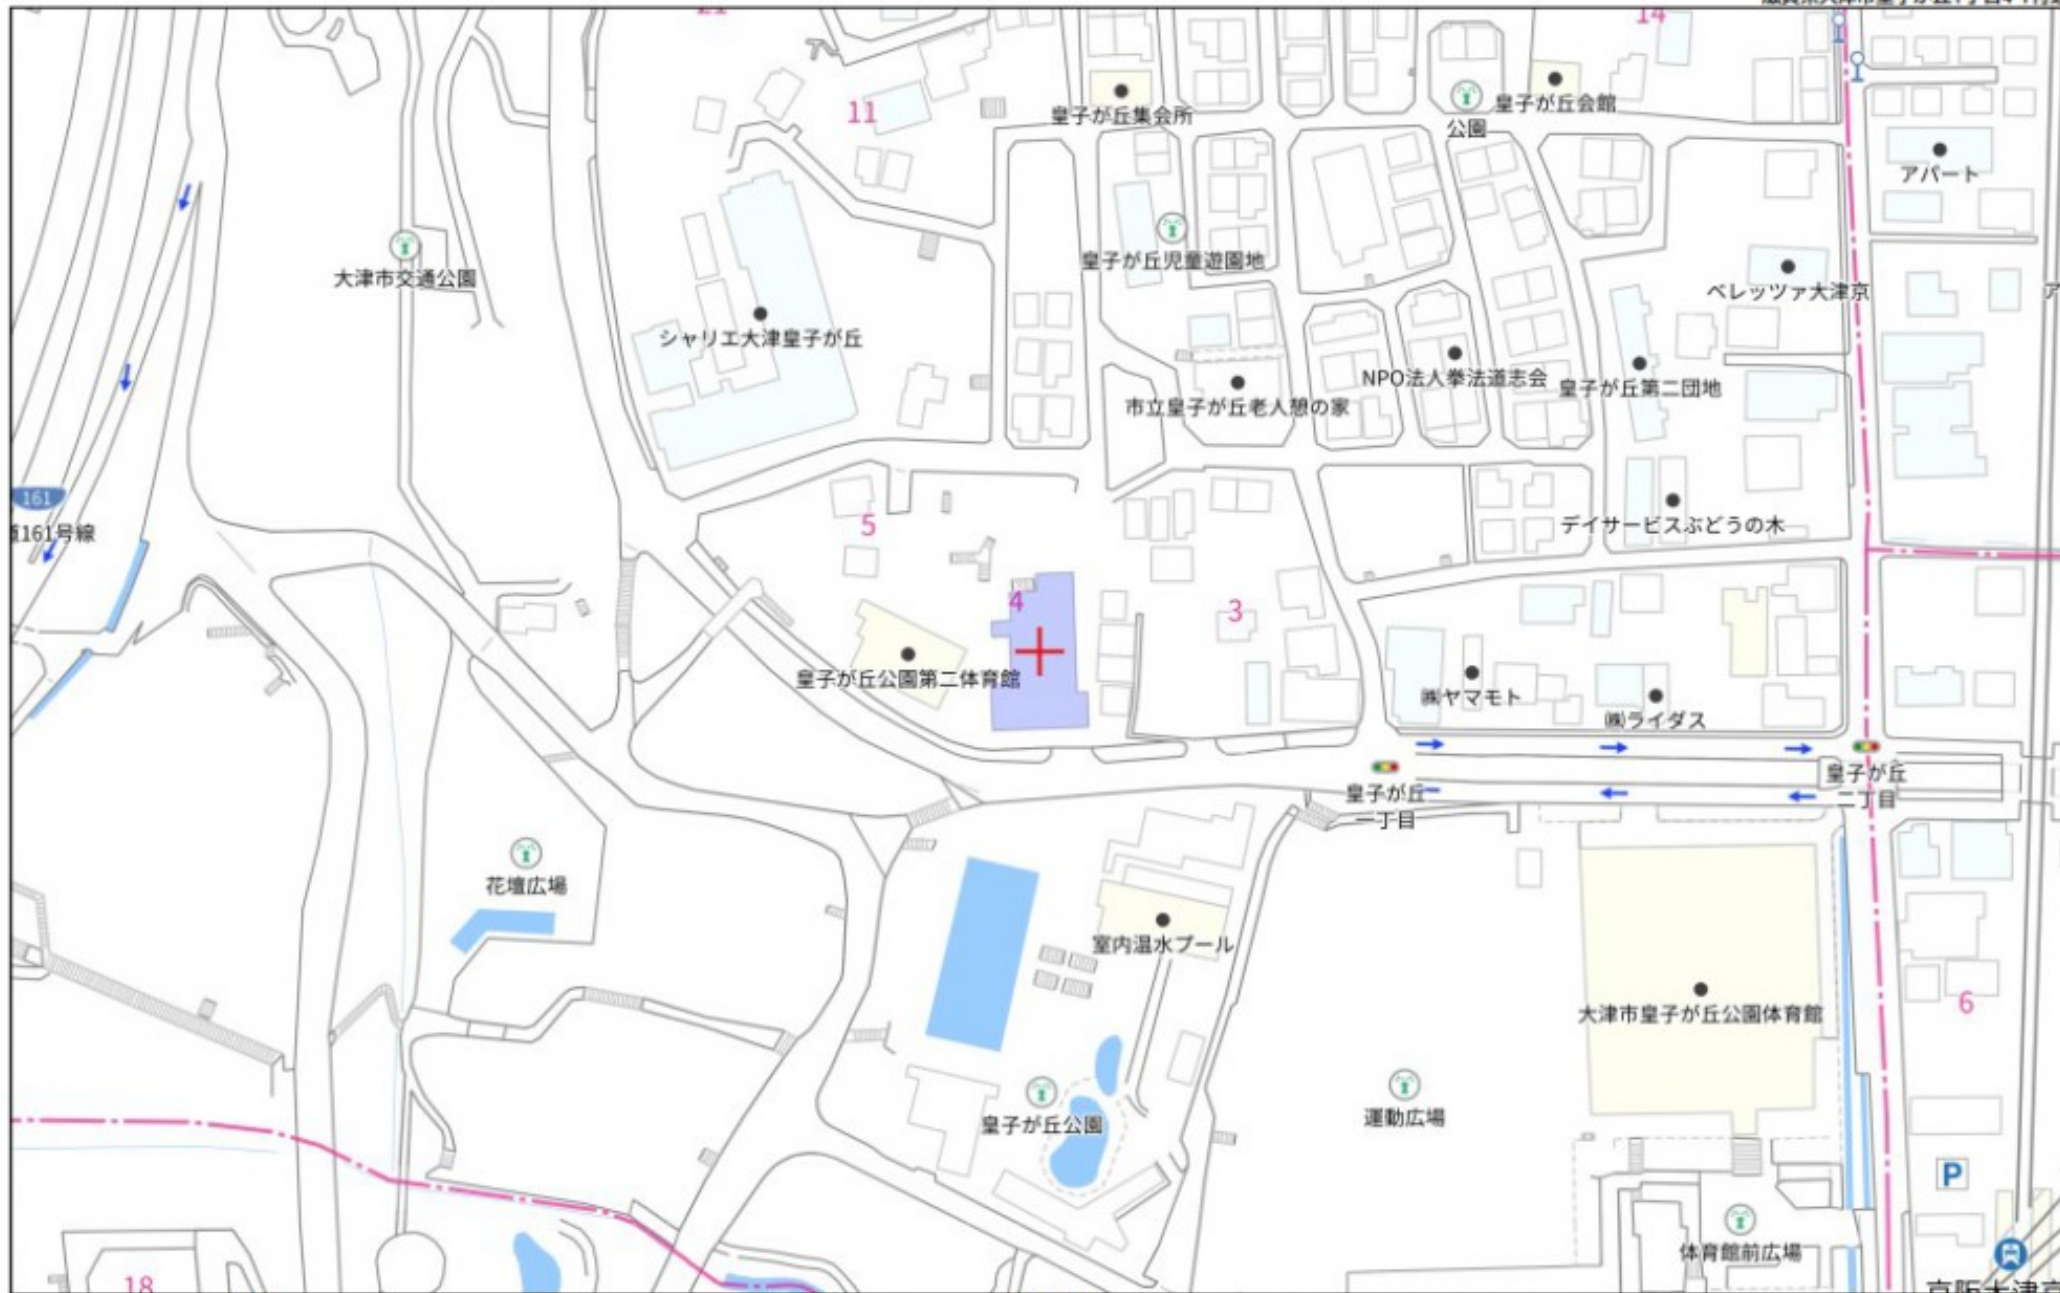 21
14
11
皇子が丘集会所
皇子が丘会館
公園
アパート
皇子が丘児童遊園地
大津市交通公園
ベレッツァ大津京
ア
シャリエ大津皇子が丘
NPO法人拳法道志会
皇子が丘第二団地
市立皇子が丘老人憩の家
161
道161号線
5
デイサービスぶどうの木
4
3
皇子が丘公園第二体育館
㈱ヤマモト
㈱ライダス
皇子が丘
一丁目
皇子が丘
二丁目
花壇広場
室内温水プール
大津市皇子が丘公園体育館
6
皇子が丘公園
運動広場
P
体育館前広場
18
京阪大津京